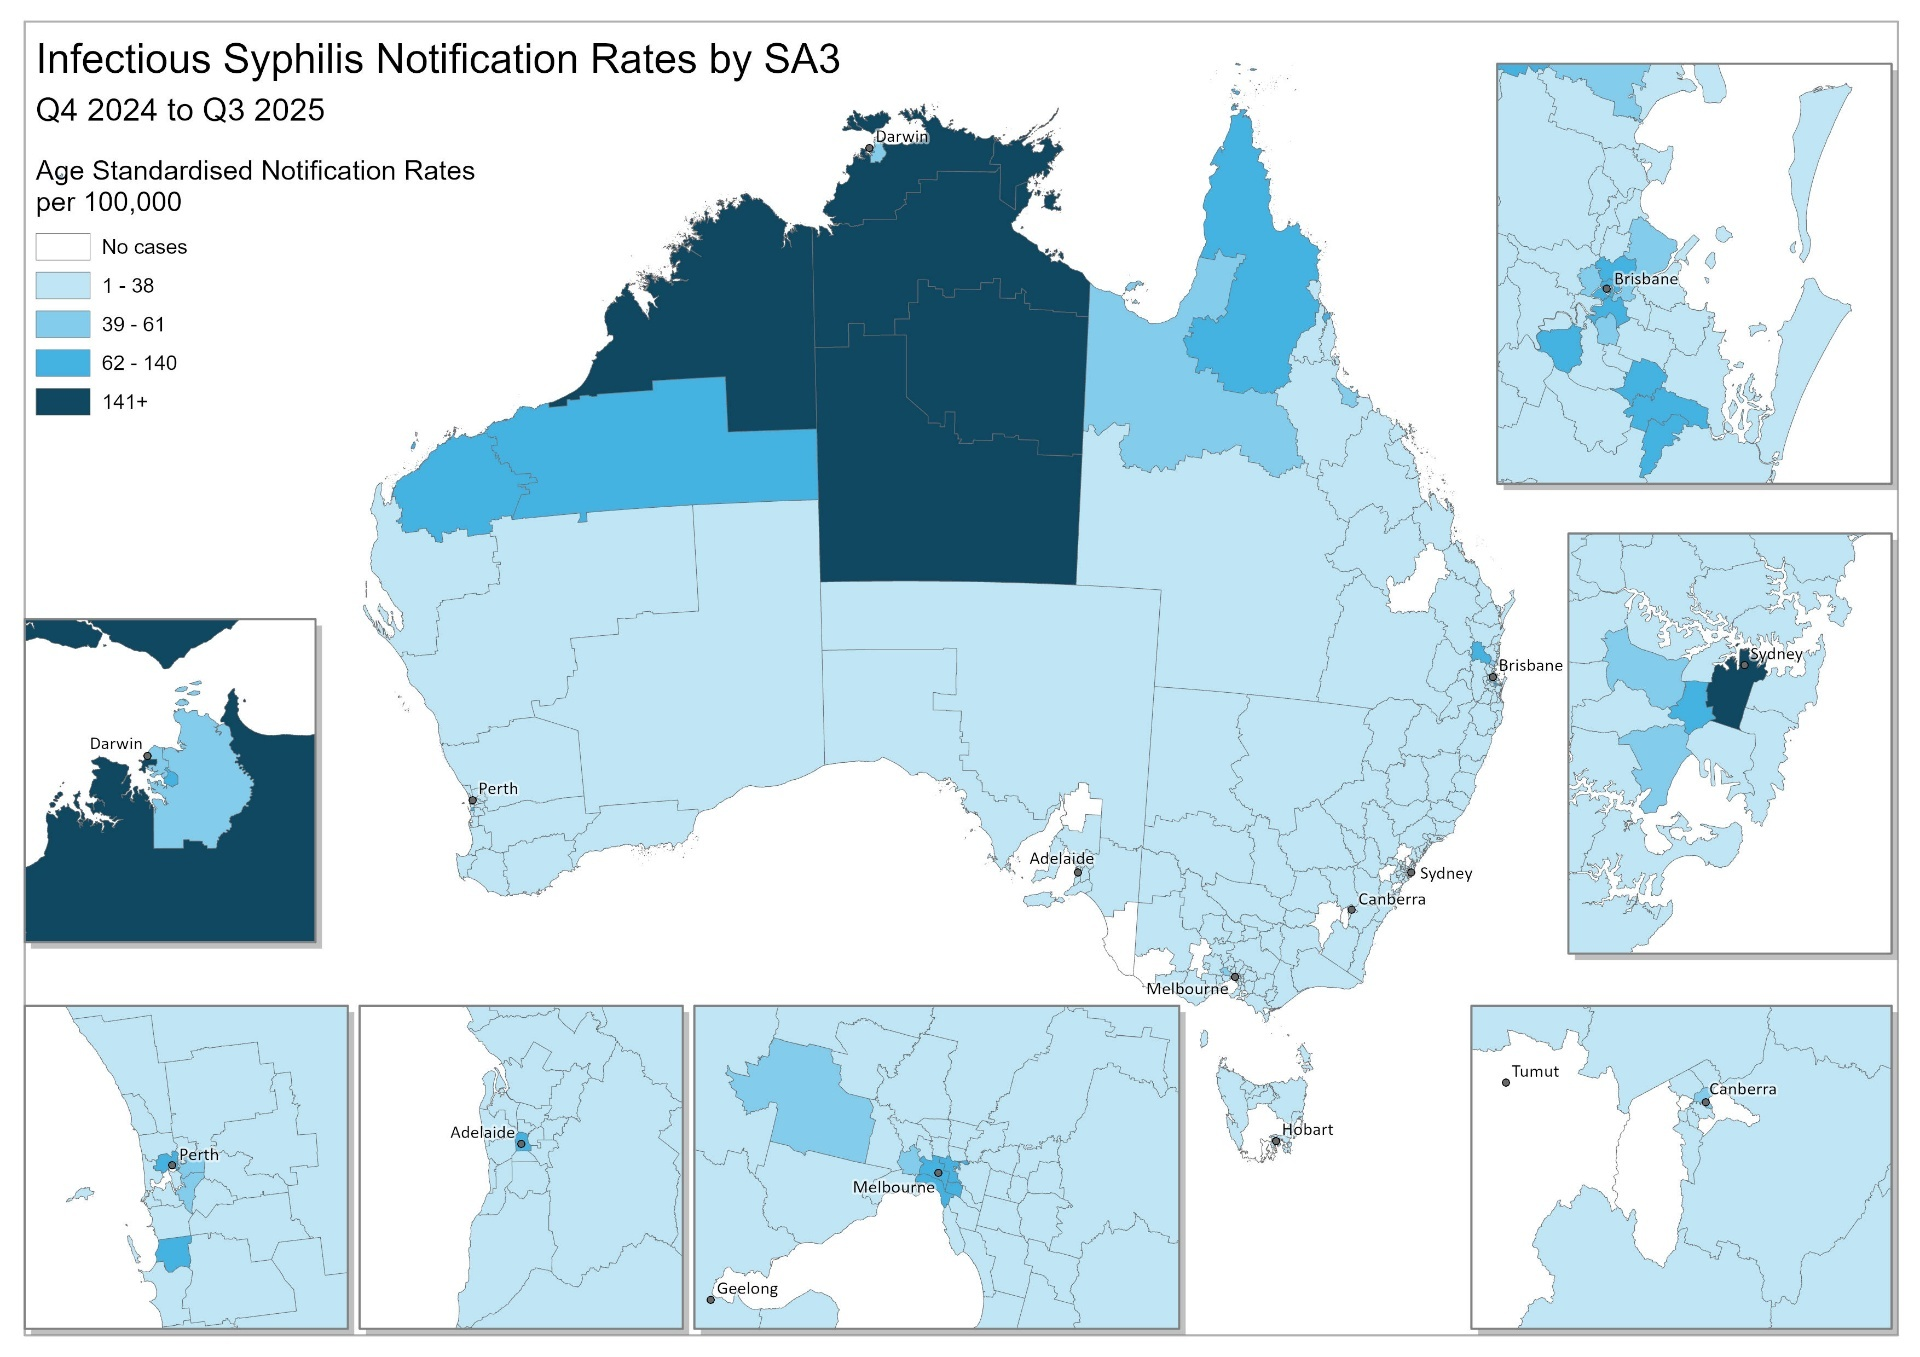 Infectious Syphilis Notification Rates by SA3
Q4 2024 to Q3 2025
Age Standardised Notification Rates
per 100,000
No cases
1 - 38
39 - 61
62 - 140
141+
Darwin
Brisbane
Sydney
Brisbane
Darwin
Perth
Adelaide
Sydney
Canberra
Melbourne
Hobart
Perth
Adelaide
Melbourne
Geelong
Tumut
Canberra